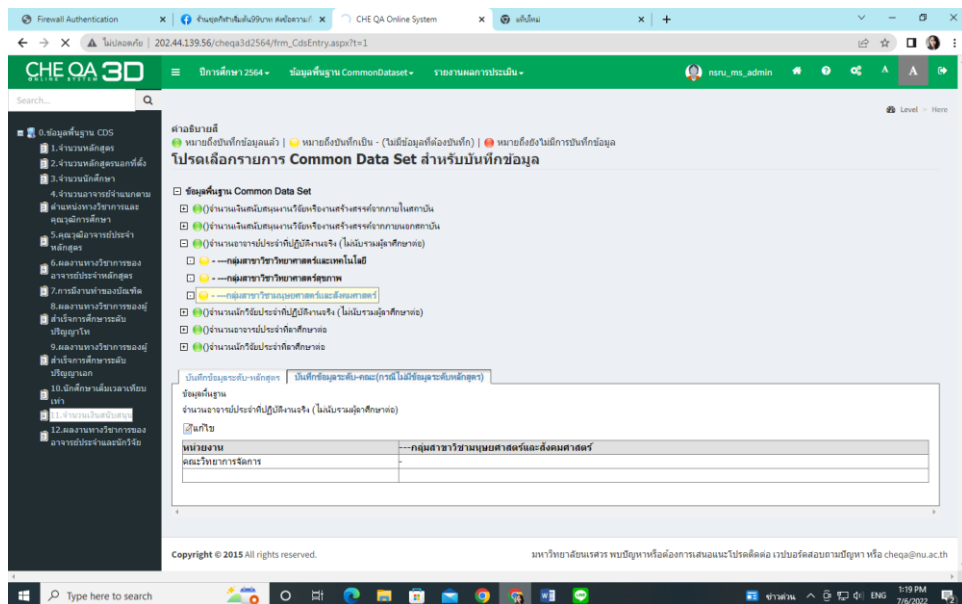 Firewall Authentication
CHE QA Online System
แท็บใหม่
ไม่ปลอดภัย | 202.44.139.56/cheqa3d2564/frm_CdsEntry.aspx?t=1
CHE QA 3D
ONLINE SYSTEM
ปีการศึกษา 2564
ข้อมูลพื้นฐาน CommonDataset
รายงานผลการประเมิน
nsru_ms_admin
A
A
Search...
Level > Here
0.ข้อมูลพื้นฐาน CDS
1.จำนวนหลักสูตร
2.จำนวนหลักสูตรนอกที่ตั้ง
3.จำนวนนักศึกษา
4.จำนวนอาจารย์จำแนกตาม
ตำแหน่งทางวิชาการและ
คุณวุฒิการศึกษา
5.คุณวุฒิอาจารย์ประจำ
หลักสูตร
6.ผลงานทางวิชาการของ
อาจารย์ประจำหลักสูตร
7.การมีงานทำของบัณฑิต
8.ผลงานทางวิชาการของผู้
สำเร็จการศึกษาระดับ
ปริญญาโท
9.ผลงานทางวิชาการของผู้
สำเร็จการศึกษาระดับ
ปริญญาเอก
10.นักศึกษาเต็มเวลาเทียบ
เท่า
11.จำนวนเงินสนับสนุน
12.ผลงานทางวิชาการของ
อาจารย์ประจำและนักวิจัย
คำอธิบายสี
หมายถึงบันทึกข้อมูลแล้ว | หมายถึงบันทึกเป็น - (ไม่มีข้อมูลที่ต้องบันทึก) | หมายถึงยังไม่มีการบันทึกข้อมูล
โปรดเลือกรายการ Common Data Set สำหรับบันทึกข้อมูล
ข้อมูลพื้นฐาน Common Data Set
()จำนวนเงินสนับสนุนงานวิจัยหรืองานสร้างสรรค์จากภายในสถาบัน
()จำนวนเงินสนับสนุนงานวิจัยหรืองานสร้างสรรค์จากภายนอกสถาบัน
()จำนวนอาจารย์ประจำที่ปฏิบัติงานจริง (ไม่นับรวมผู้ลาศึกษาต่อ)
- ---กลุ่มสาขาวิชาวิทยาศาสตร์และเทคโนโลยี
- ---กลุ่มสาขาวิชาวิทยาศาสตร์สุขภาพ
- ---กลุ่มสาขาวิชามนุษยศาสตร์และสังคมศาสตร์
()จำนวนนักวิจัยประจำที่ปฏิบัติงานจริง (ไม่นับรวมผู้ลาศึกษาต่อ)
()จำนวนอาจารย์ประจำที่ลาศึกษาต่อ
()จำนวนนักวิจัยประจำที่ลาศึกษาต่อ
บันทึกข้อมูลระดับ-หลักสูตร
บันทึกข้อมูลระดับ-คณะ(กรณีไม่มีข้อมูลระดับหลักสูตร)
ข้อมูลพื้นฐาน
จำนวนอาจารย์ประจำที่ปฏิบัติงานจริง (ไม่นับรวมผู้ลาศึกษาต่อ)
แก้ไข
หน่วยงาน
---กลุ่มสาขาวิชามนุษยศาสตร์และสังคมศาสตร์
คณะวิทยาการจัดการ
-
Copyright © 2015 All rights reserved.
มหาวิทยาลัยนเรศวร พบปัญหาหรือต้องการเสนอแนะโปรดติดต่อ เวปบอร์ดสอบถามปัญหา หรือ cheqa@nu.ac.th
Type here to search
ข่าวด่วน
ENG
1:19 PM
7/6/2022